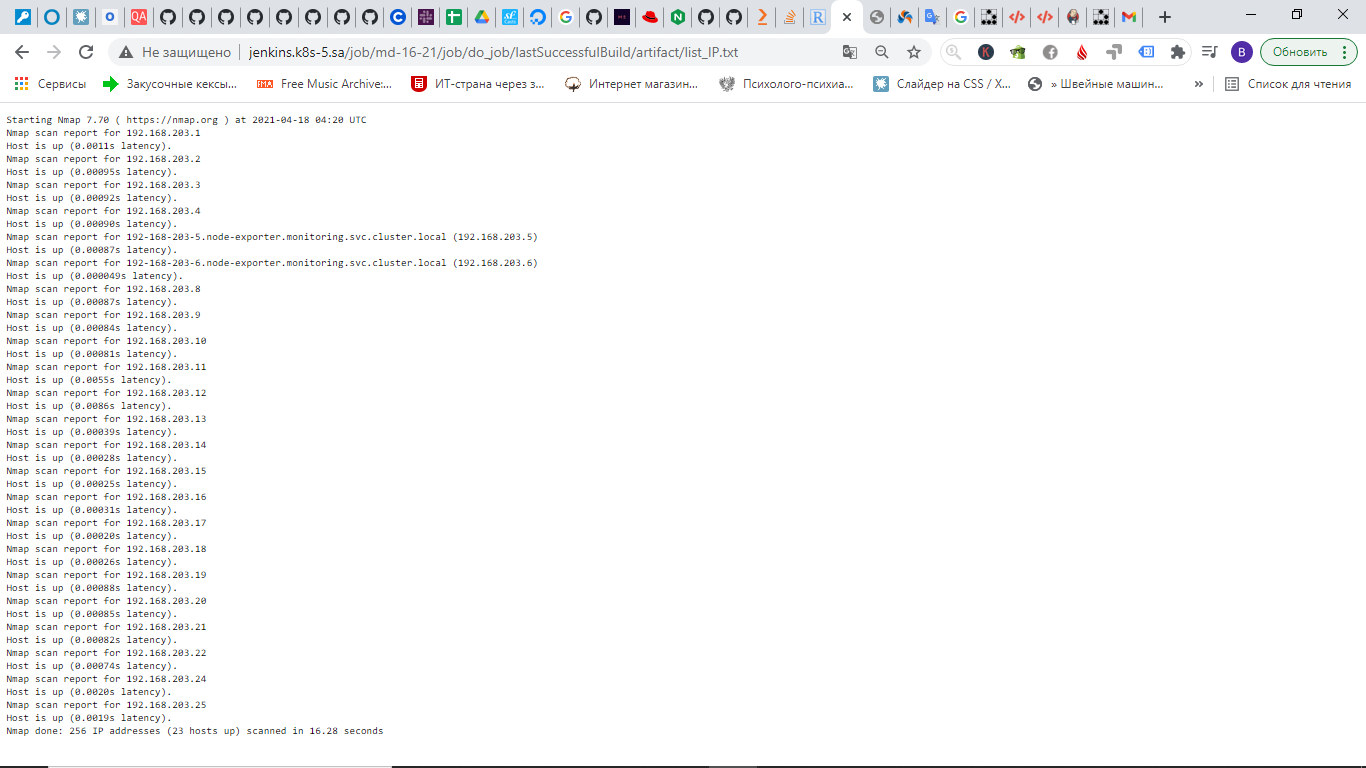 Не защищено
jenkins.k8s-5.sa/job/md-16-21/job/do_job/lastSuccessfulBuild/artifact/list_IP.txt
Обновить
Сервисы
Закусочные кексы...
Free Music Archive:...
ИТ-страна через з...
Интернет магазин...
Психолого-психиа...
Слайдер на CSS / X...
» Швейные машин...
»
Список для чтения
Starting Nmap 7.70 ( https://nmap.org ) at 2021-04-18 04:20 UTC
Nmap scan report for 192.168.203.1
Host is up (0.0011s latency).
Nmap scan report for 192.168.203.2
Host is up (0.00095s latency).
Nmap scan report for 192.168.203.3
Host is up (0.00092s latency).
Nmap scan report for 192.168.203.4
Host is up (0.00090s latency).
Nmap scan report for 192-168-203-5.node-exporter.monitoring.svc.cluster.local (192.168.203.5)
Host is up (0.00087s latency).
Nmap scan report for 192-168-203-6.node-exporter.monitoring.svc.cluster.local (192.168.203.6)
Host is up (0.000049s latency).
Nmap scan report for 192.168.203.8
Host is up (0.00087s latency).
Nmap scan report for 192.168.203.9
Host is up (0.00084s latency).
Nmap scan report for 192.168.203.10
Host is up (0.00081s latency).
Nmap scan report for 192.168.203.11
Host is up (0.0055s latency).
Nmap scan report for 192.168.203.12
Host is up (0.0086s latency).
Nmap scan report for 192.168.203.13
Host is up (0.00039s latency).
Nmap scan report for 192.168.203.14
Host is up (0.00028s latency).
Nmap scan report for 192.168.203.15
Host is up (0.00025s latency).
Nmap scan report for 192.168.203.16
Host is up (0.00031s latency).
Nmap scan report for 192.168.203.17
Host is up (0.00020s latency).
Nmap scan report for 192.168.203.18
Host is up (0.00026s latency).
Nmap scan report for 192.168.203.19
Host is up (0.00088s latency).
Nmap scan report for 192.168.203.20
Host is up (0.00085s latency).
Nmap scan report for 192.168.203.21
Host is up (0.00082s latency).
Nmap scan report for 192.168.203.22
Host is up (0.00074s latency).
Nmap scan report for 192.168.203.24
Host is up (0.0020s latency).
Nmap scan report for 192.168.203.25
Host is up (0.0019s latency).
Nmap done: 256 IP addresses (23 hosts up) scanned in 16.28 seconds